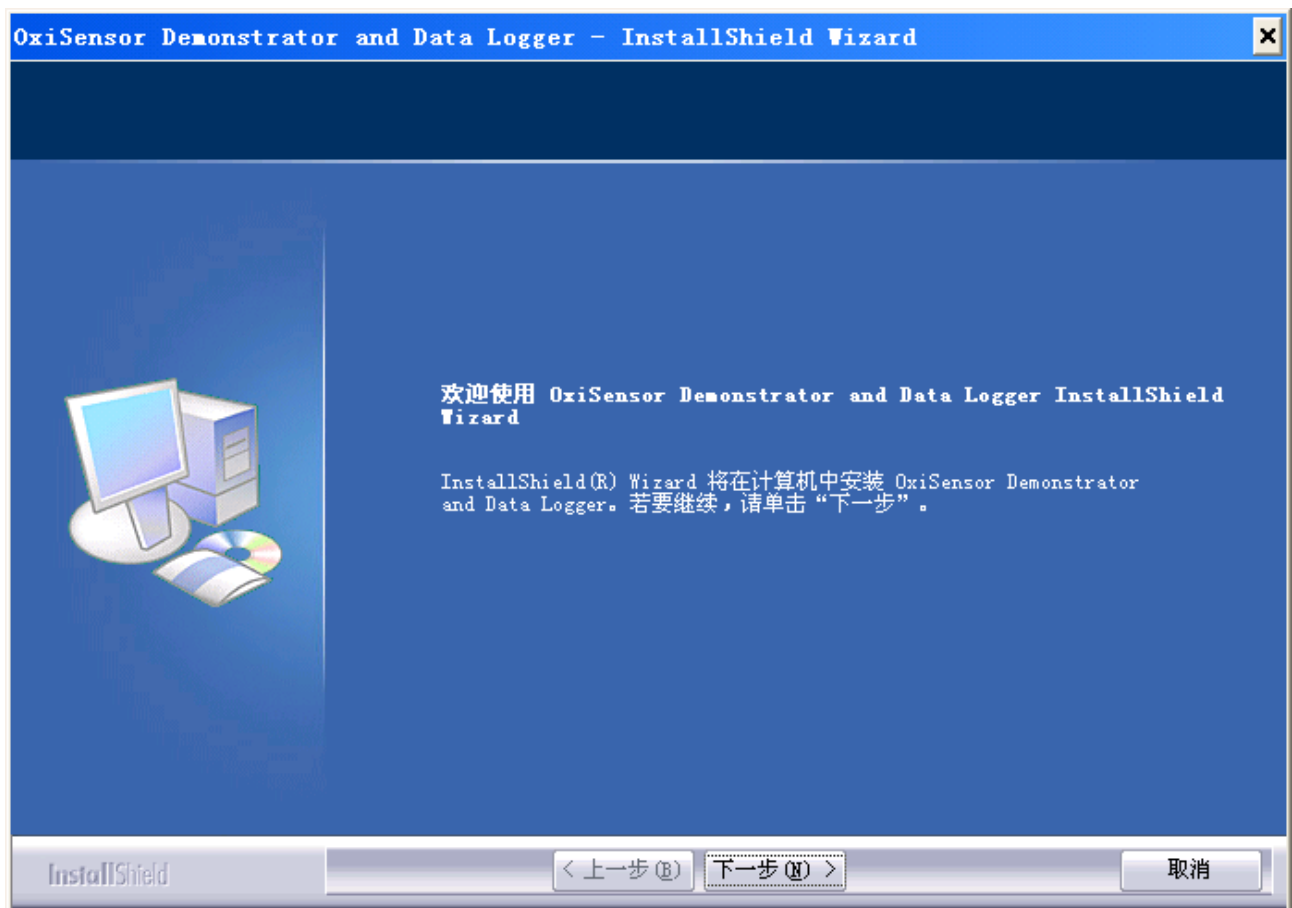 OxiSensor Demonstrator and Data Logger - InstallShield Wizard
欢迎使用 OxiSensor Demonstrator and Data Logger InstallShield
Wizard
InstallShield(R) Wizard 将在计算机中安装 OxiSensor Demonstrator
and Data Logger。若要继续，请单击“下一步”。
InstallShield
< 上一步(B) 下一步(N) > 取消